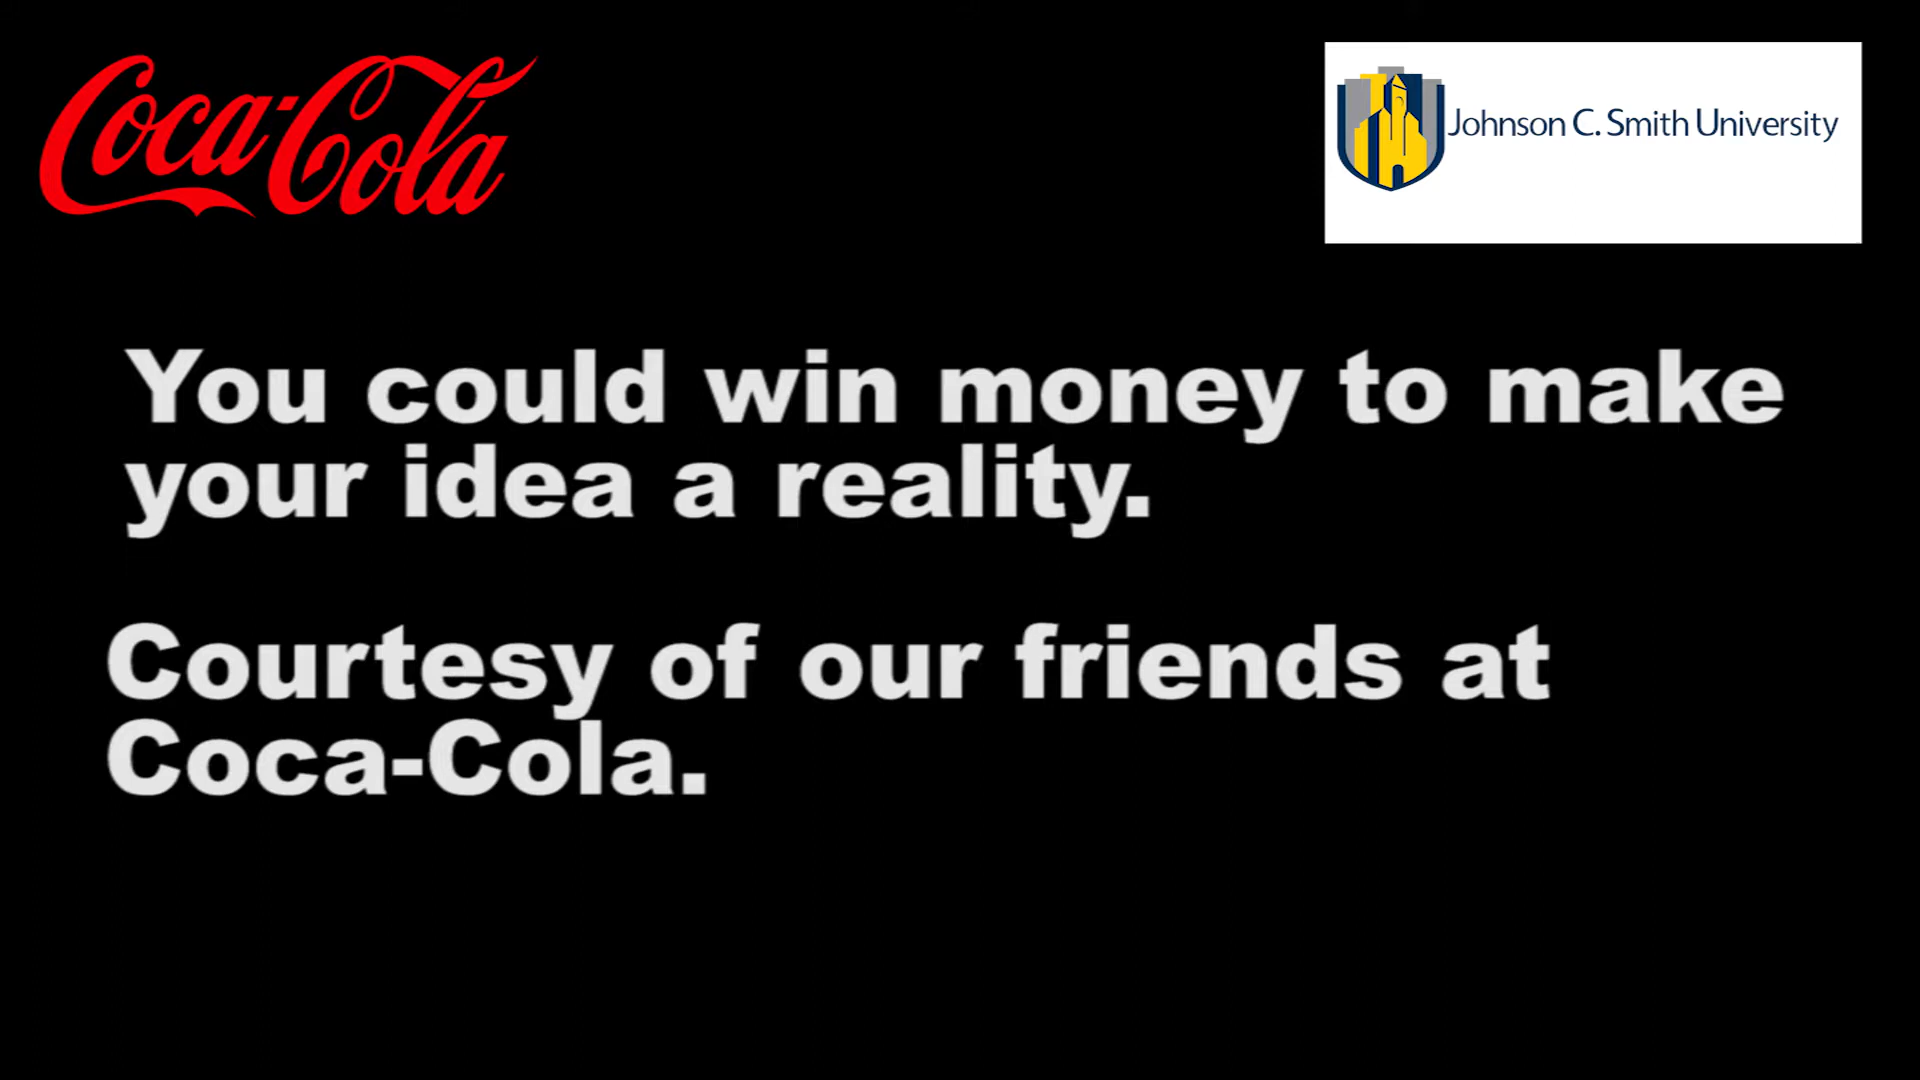 Coca-Cola
Johnson C. Smith University
You could win money to make
your idea a reality.
Courtesy of our friends at
Coca-Cola.